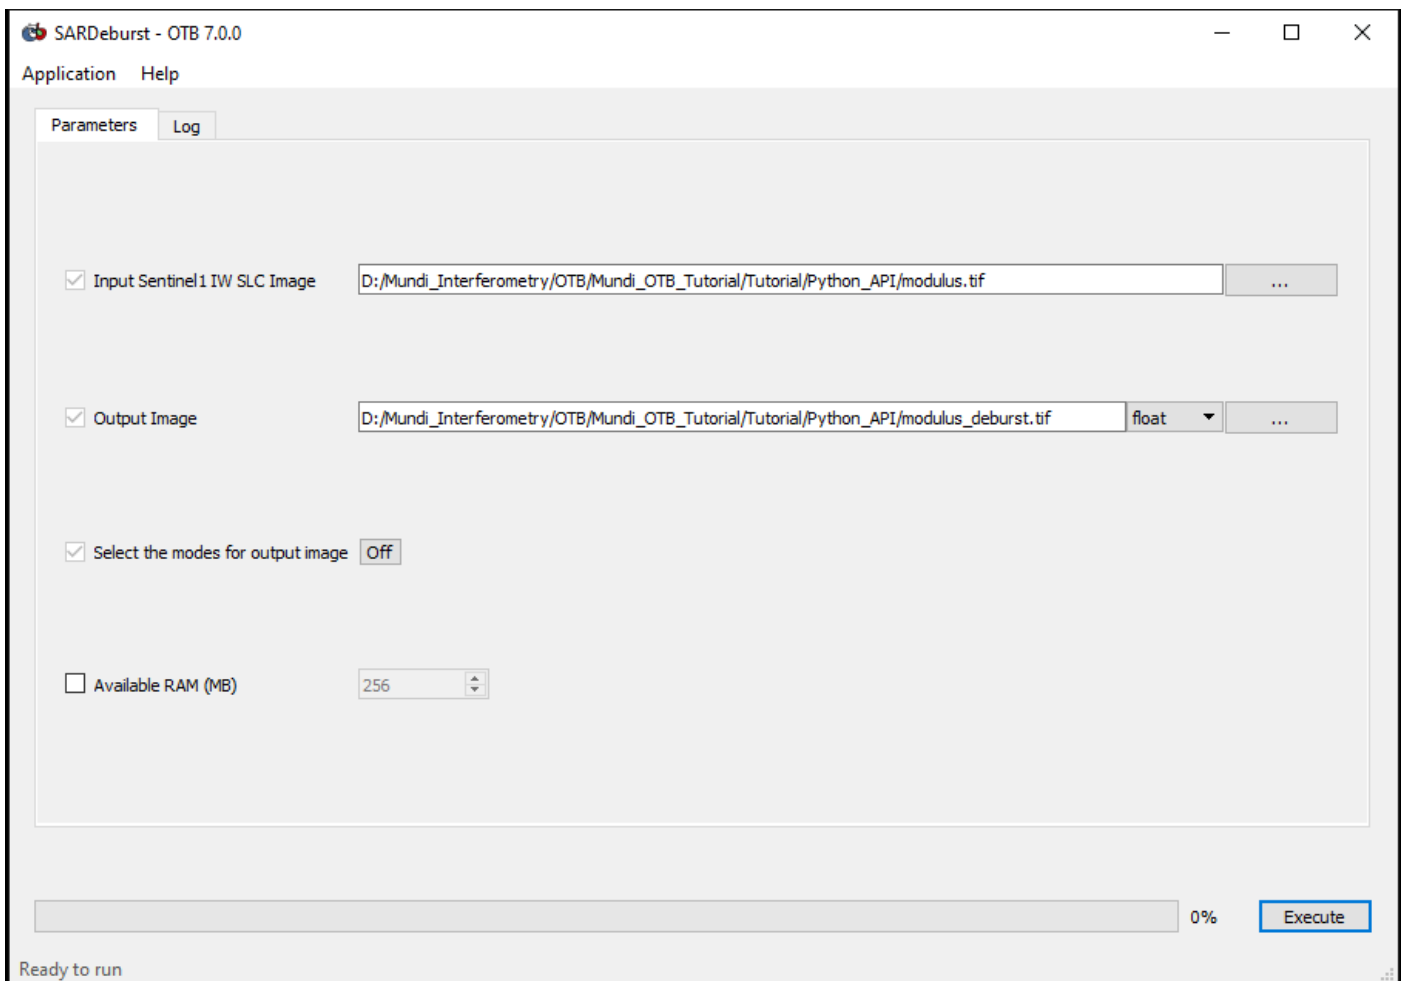 SARDeburst - OTB 7.0.0
Application Help
Parameters Log
Input Sentinel1 IW SLC Image D:/Mundi_Interferometry/OTB/Mundi_OTB_Tutorial/Tutorial/Python_API/modulus.tif ...
Output Image D:/Mundi_Interferometry/OTB/Mundi_OTB_Tutorial/Tutorial/Python_API/modulus_deburst.tif float ...
Select the modes for output image Off
Available RAM (MB) 256
0% Execute
Ready to run